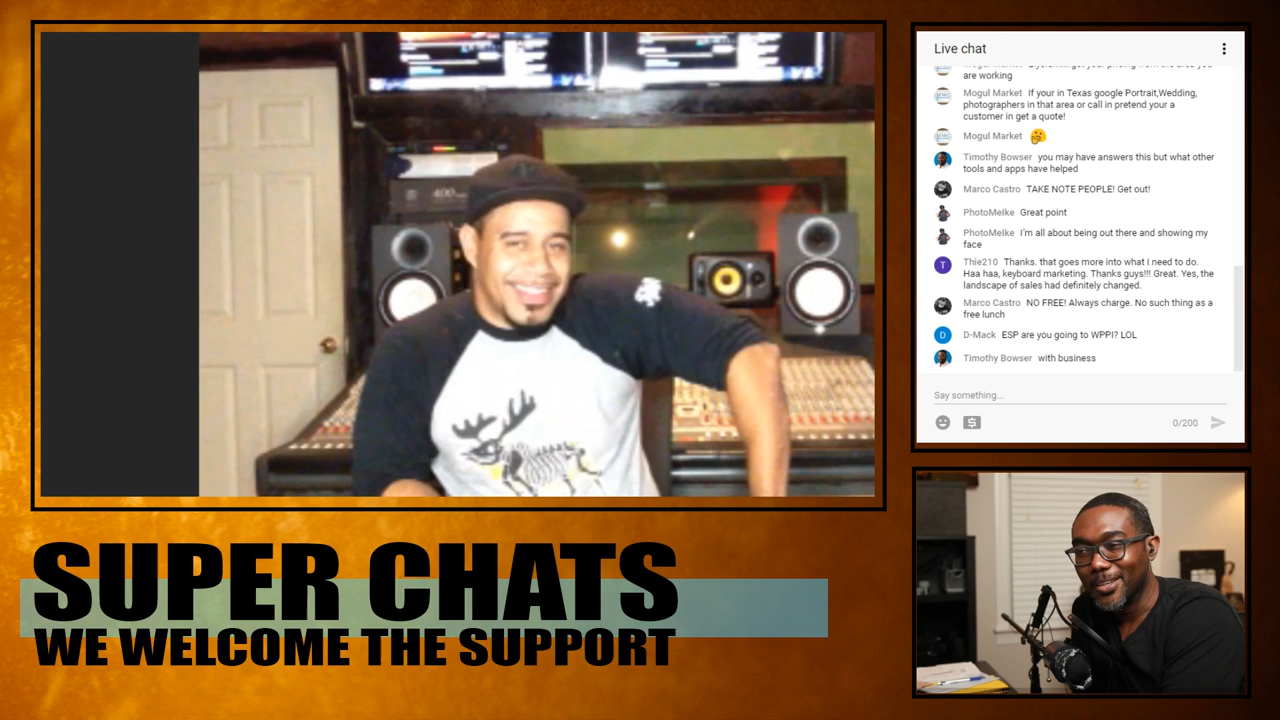 Live chat
are working
Mogul Market If your in Texas google Portrait,Wedding,
photographers in that area or call in pretend your a
customer in get a quote!
Mogul Market 🤔
Timothy Bowser you may have answers this but what other
tools and apps have helped
Marco Castro TAKE NOTE PEOPLE! Get out!
PhotoMeIke Great point
PhotoMeIke I'm all about being out there and showing my
face
T Thie210 Thanks. that goes more into what I need to do.
Haa haa, keyboard marketing. Thanks guys!!! Great. Yes, the
landscape of sales had definitely changed.
Marco Castro NO FREE! Always charge. No such thing as a
free lunch
D D-Mack ESP are you going to WPPI? LOL
Timothy Bowser with business
Say something...
0/200
SUPER CHATS
WE WELCOME THE SUPPORT